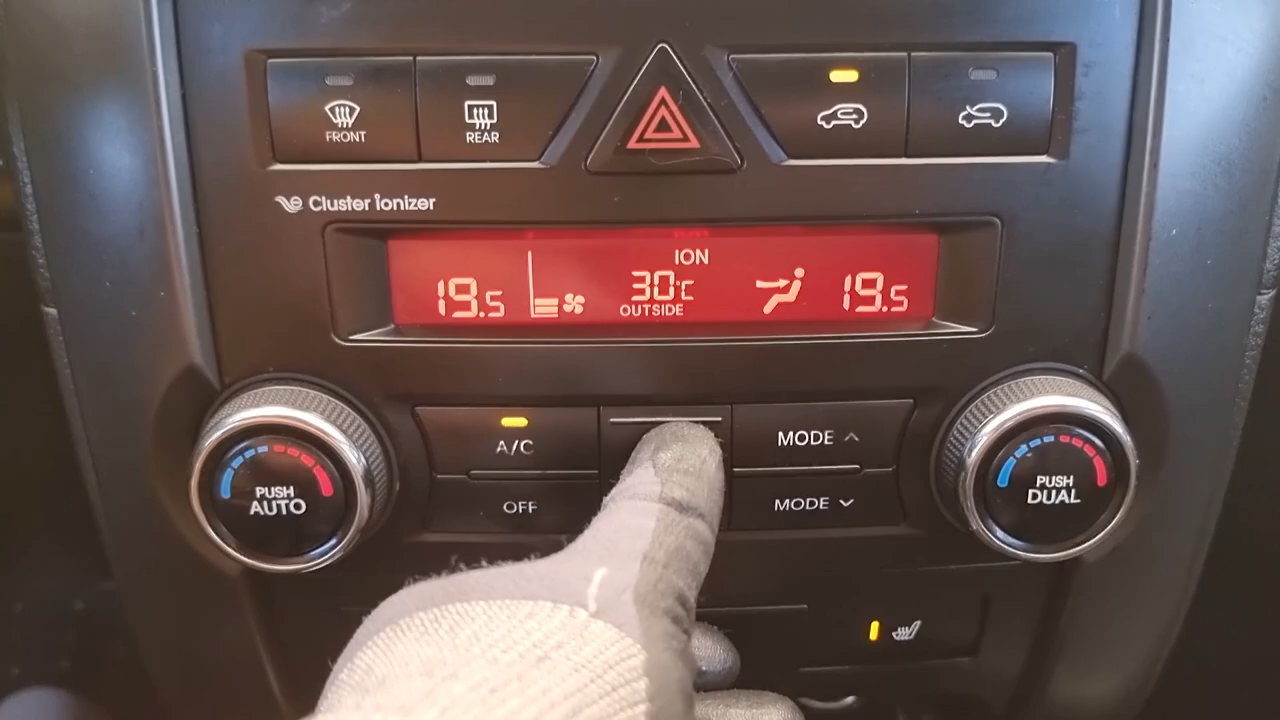 FRONT
REAR
Cluster ionizer
ION
19.5
30°C
19.5
OUTSIDE
A/C
MODE
OFF
MODE
PUSH
AUTO
PUSH
DUAL